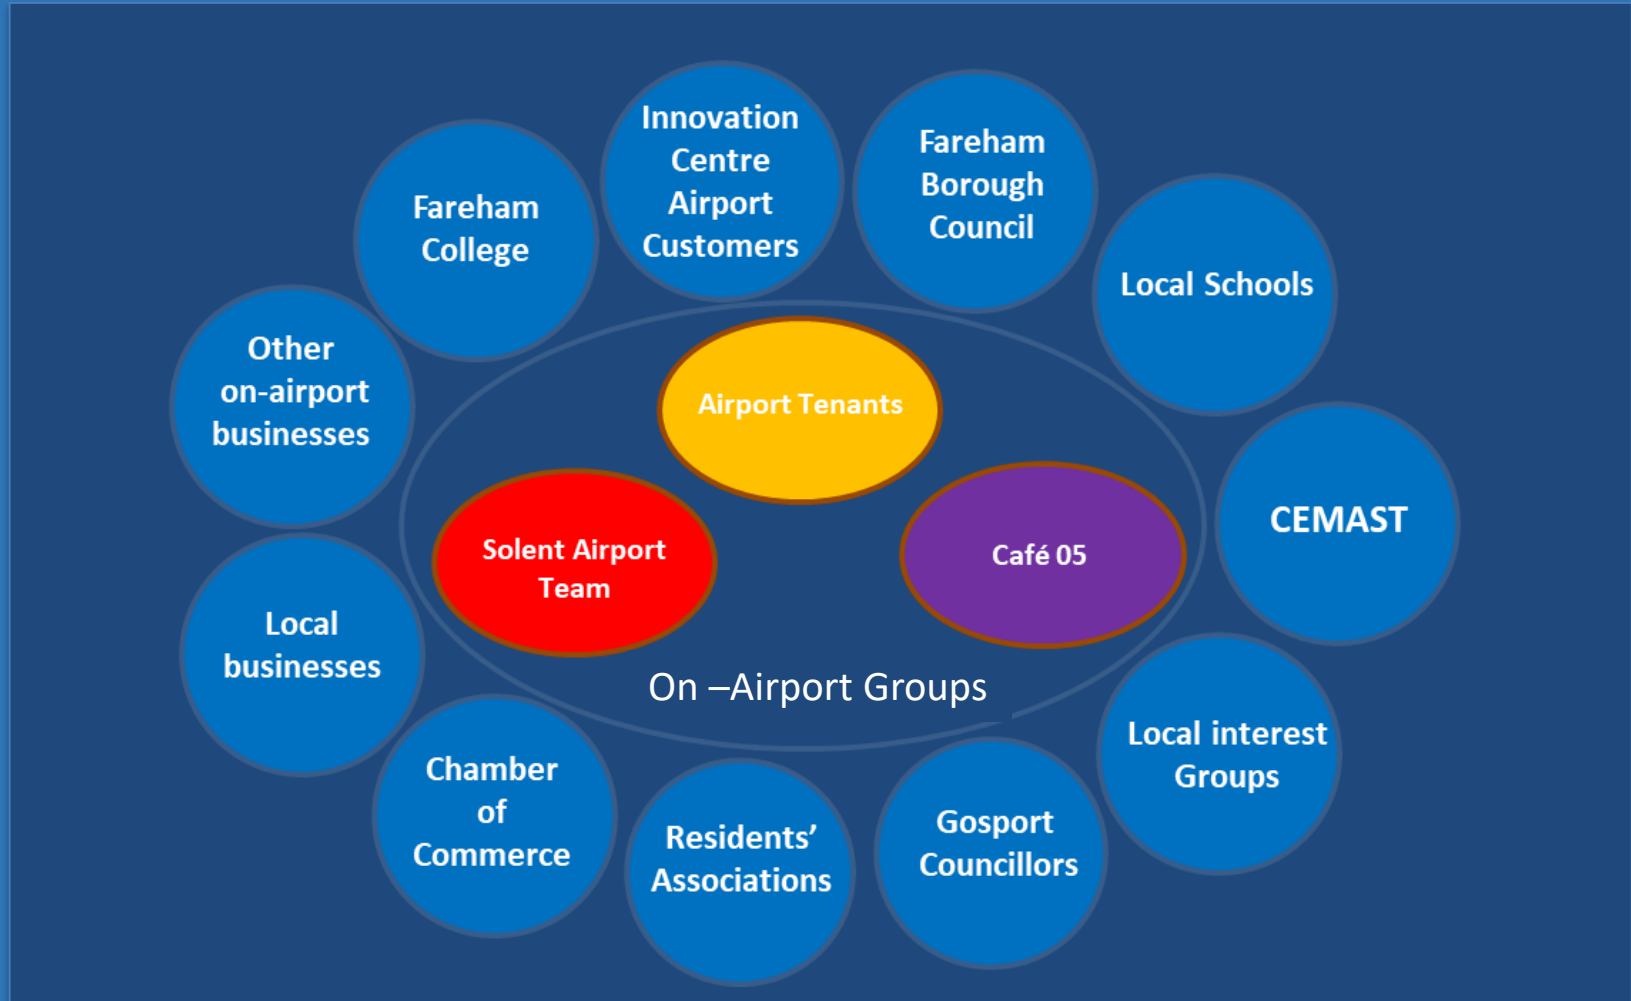 Innovation
Centre
Airport
Customers
Fareham
Borough
Council
Fareham
College
Local Schools
Other
on-airport
businesses
Airport Tenants
CEMAST
Solent Airport
Team
Café 05
Local
businesses
On –Airport Groups
Local interest
Groups
Chamber
of
Commerce
Residents’
Associations
Gosport
Councillors